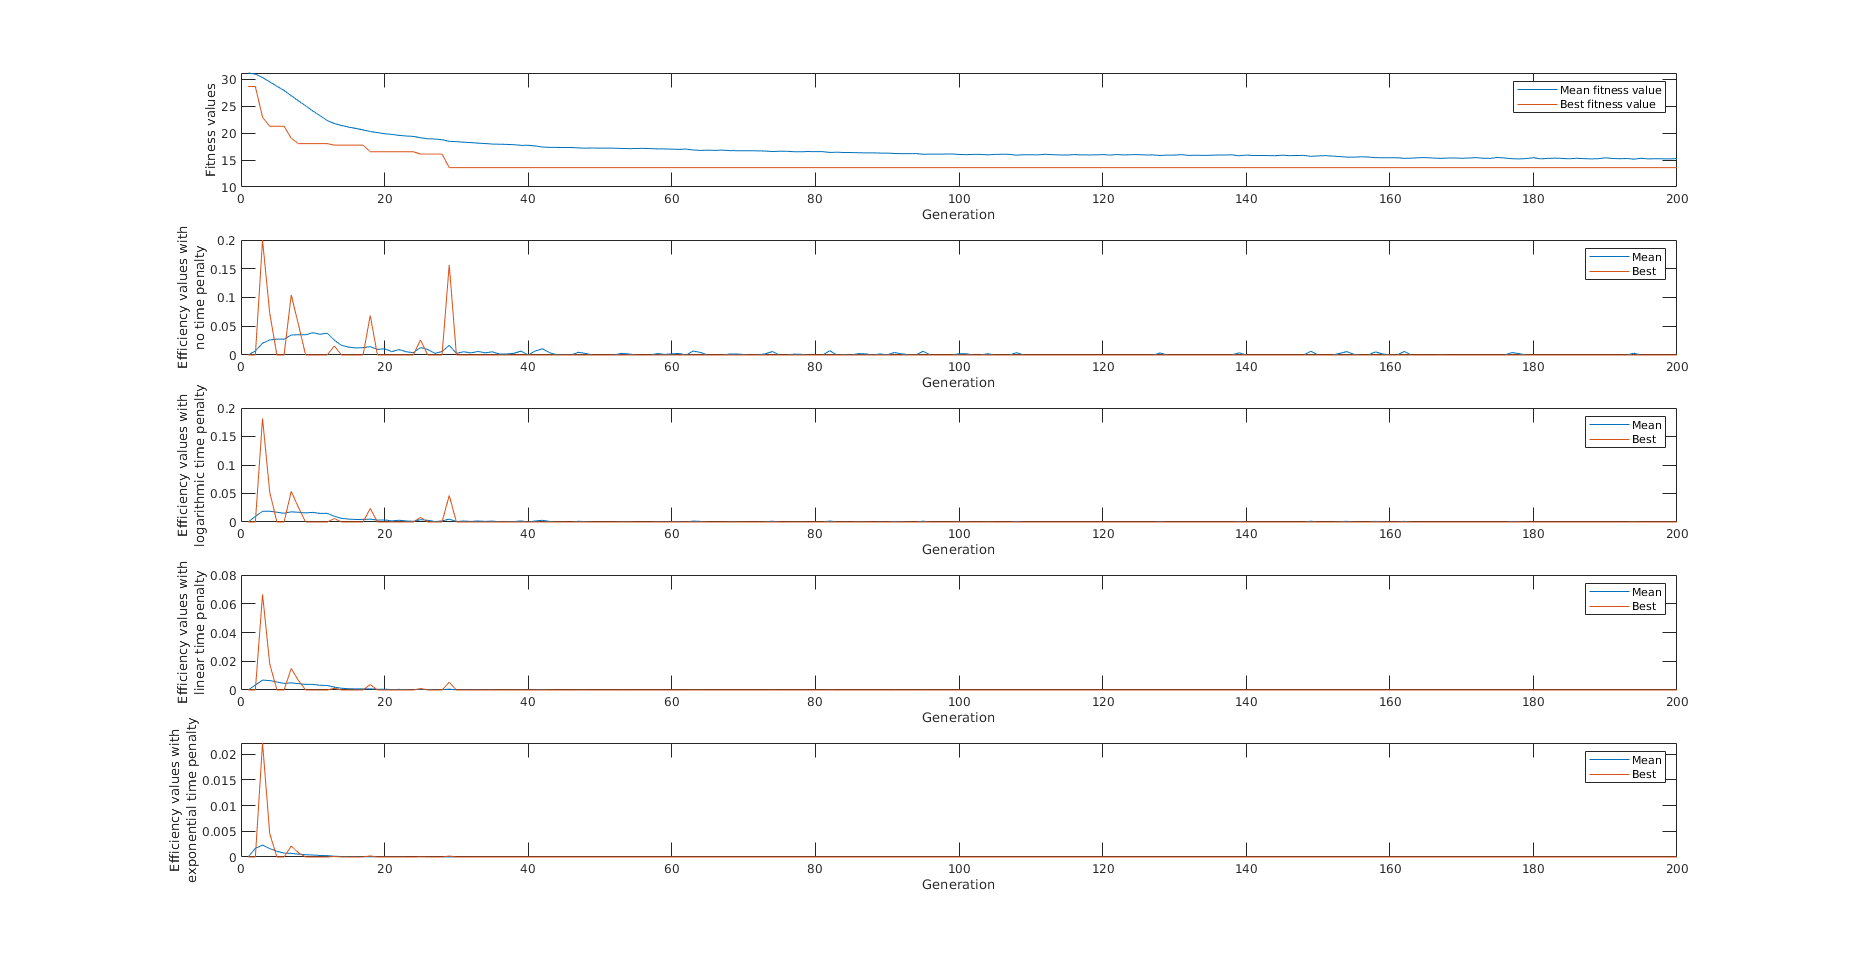 Fitness values
30
25
20
15
10
Mean fitness value
Best fitness value
0 20 40 60 80 100 120 140 160 180 200
Generation
Efficiency values with
no time penalty
0.2
0.15
0.1
0.05
0
Mean
Best
0 20 40 60 80 100 120 140 160 180 200
Generation
Efficiency values with
logarithmic time penalty
0.2
0.15
0.1
0.05
0
Mean
Best
0 20 40 60 80 100 120 140 160 180 200
Generation
Efficiency values with
linear time penalty
0.08
0.06
0.04
0.02
0
Mean
Best
0 20 40 60 80 100 120 140 160 180 200
Generation
Efficiency values with
exponential time penalty
0.02
0.015
0.01
0.005
0
Mean
Best
0 20 40 60 80 100 120 140 160 180 200
Generation